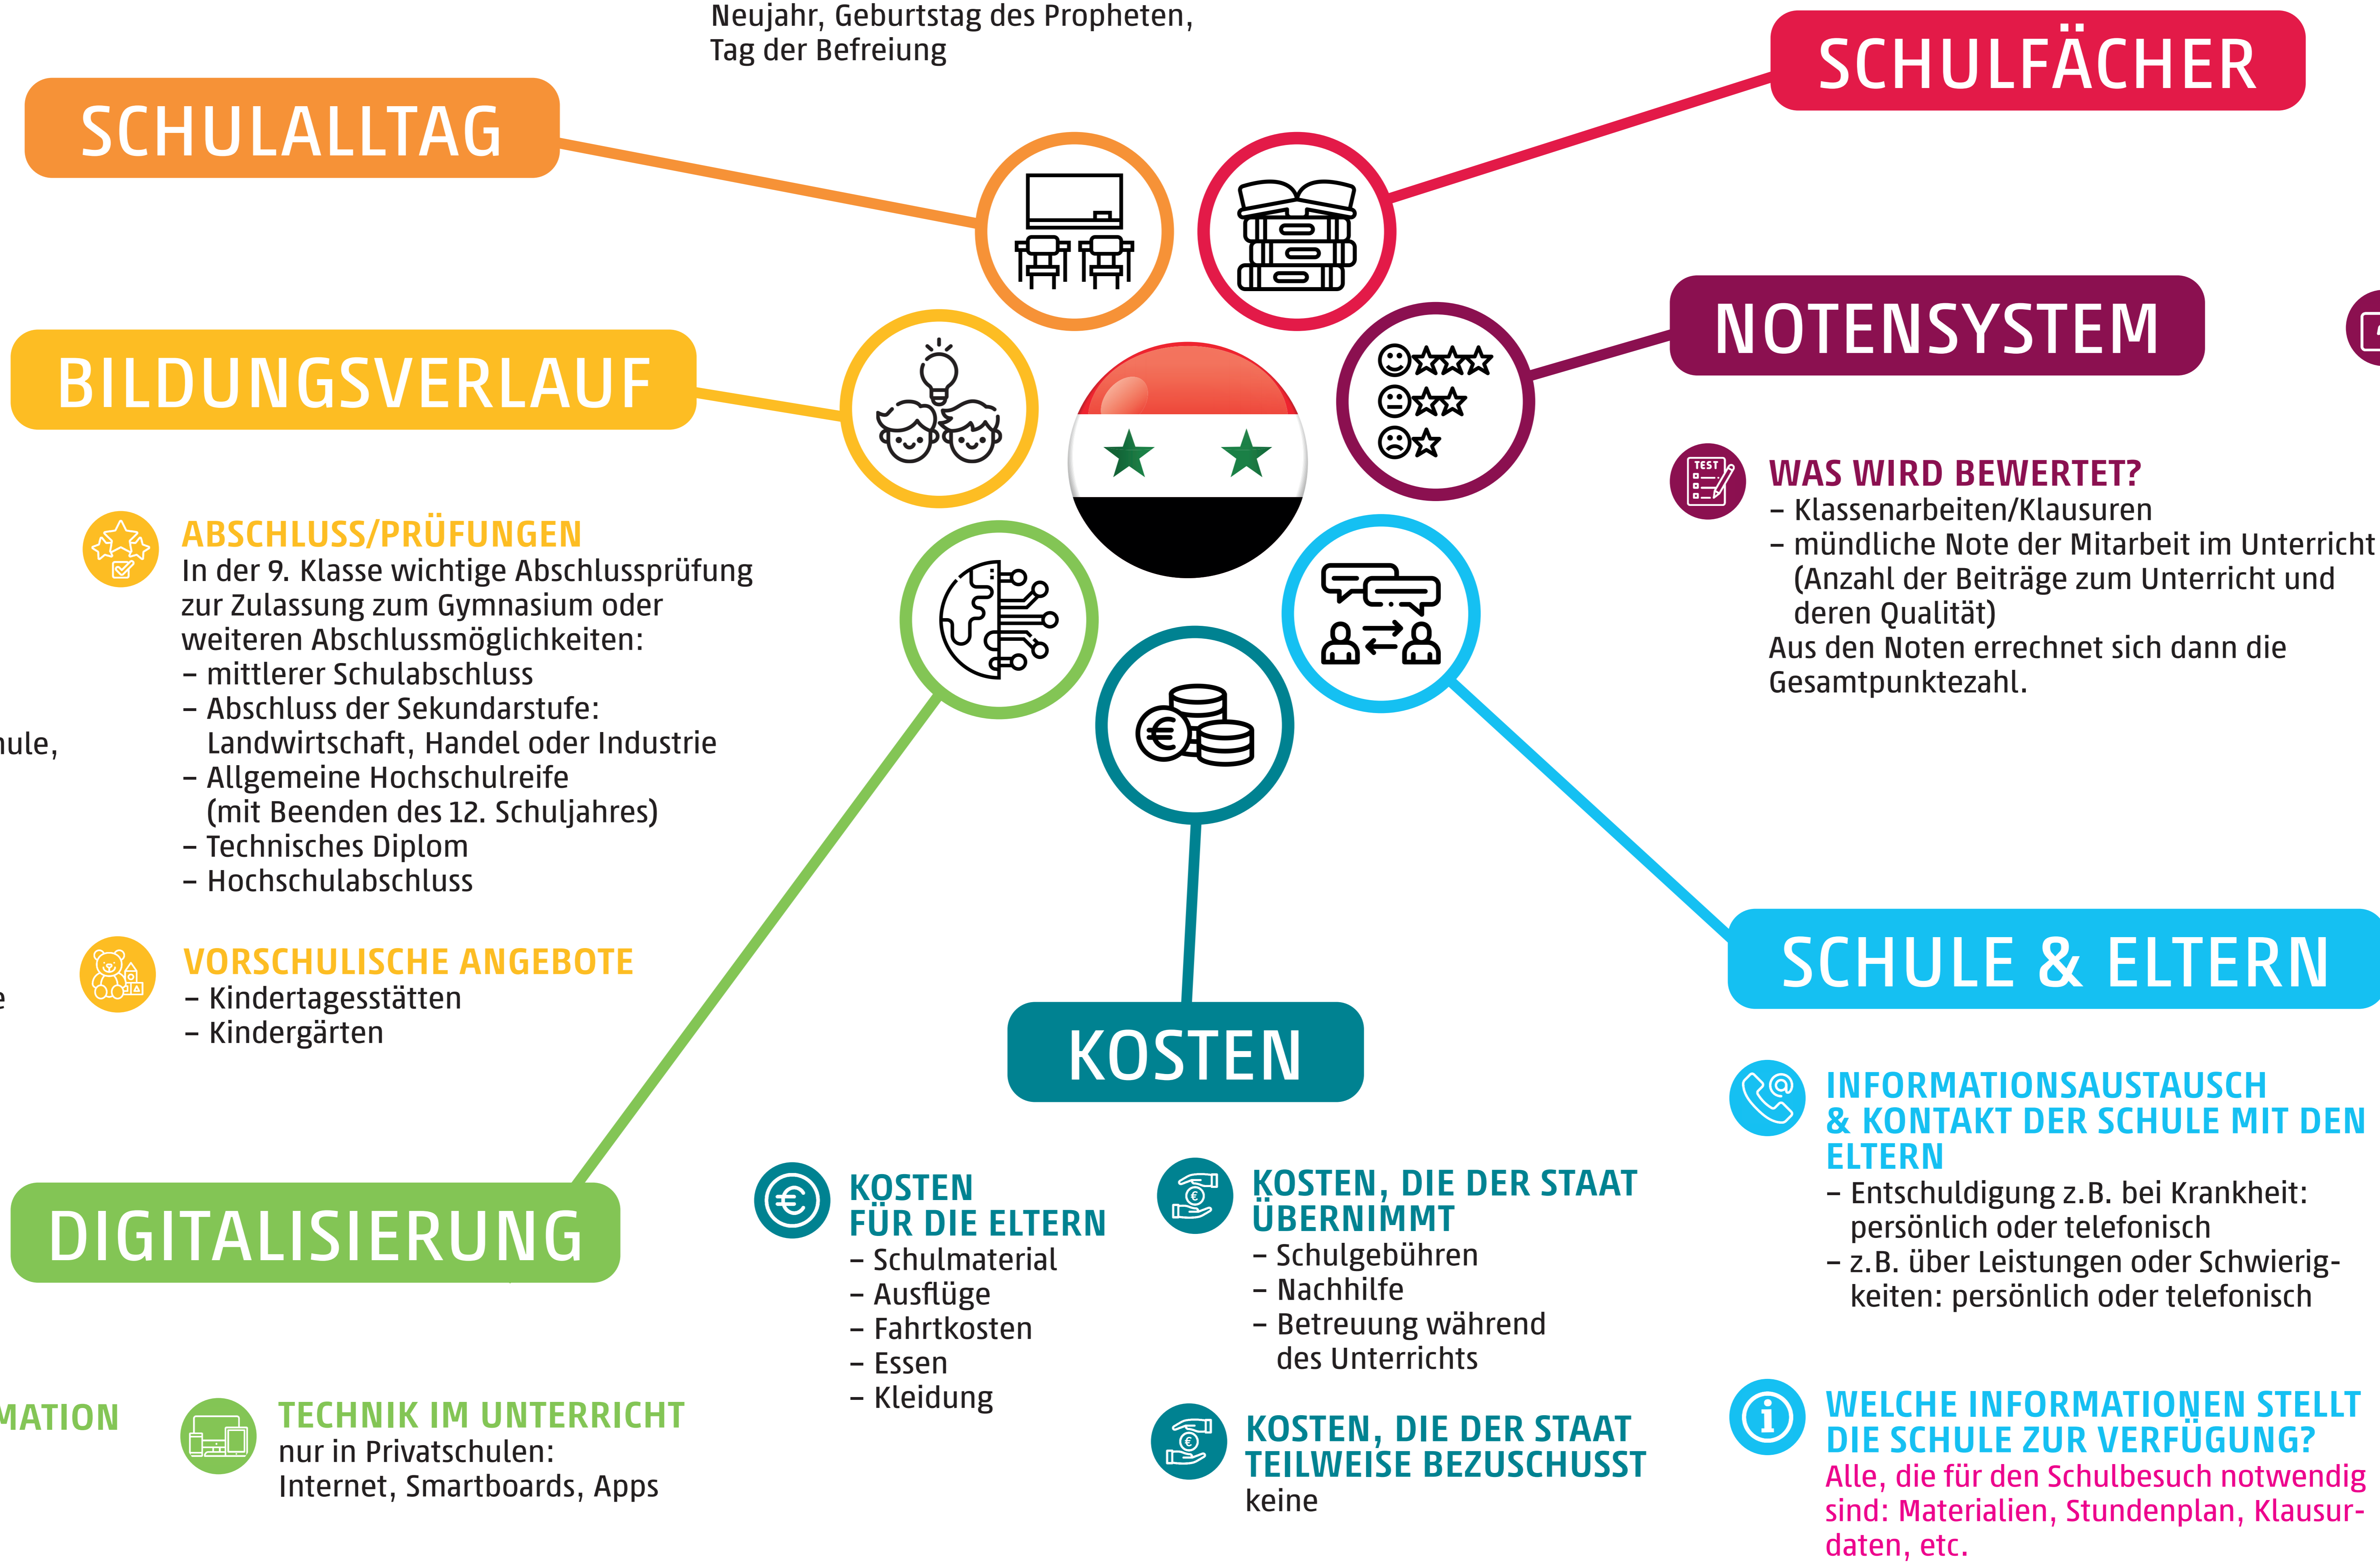 Neujahr, Geburtstag des Propheten,
Tag der Befreiung
SCHULALLTAG
SCHULFÄCHER
BILDUNGSVERLAUF
NOTENSYSTEM
ABSCHLUSS/PRÜFUNGEN
In der 9. Klasse wichtige Abschlussprüfung
zur Zulassung zum Gymnasium oder
weiteren Abschlussmöglichkeiten:
– mittlerer Schulabschluss
– Abschluss der Sekundarstufe:
Landwirtschaft, Handel oder Industrie
– Allgemeine Hochschulreife
(mit Beenden des 12. Schuljahres)
– Technisches Diplom
– Hochschulabschluss
VORSCHULISCHE ANGEBOTE
– Kindertagesstätten
– Kindergärten
TEST
WAS WIRD BEWERTET?
– Klassenarbeiten/Klausuren
– mündliche Note der Mitarbeit im Unterricht
(Anzahl der Beiträge zum Unterricht und
deren Qualität)
Aus den Noten errechnet sich dann die
Gesamtpunktezahl.
DIGITALISIERUNG
TECHNIK IM UNTERRICHT
nur in Privatschulen:
Internet, Smartboards, Apps
KOSTEN
KOSTEN
FÜR DIE ELTERN
– Schulmaterial
– Ausflüge
– Fahrtkosten
– Essen
– Kleidung
KOSTEN, DIE DER STAAT
ÜBERNIMMT
– Schulgebühren
– Nachhilfe
– Betreuung während
des Unterrichts
KOSTEN, DIE DER STAAT
TEILWEISE BEZUSCHUSST
keine
SCHULE & ELTERN
INFORMATIONSAUSTAUSCH
& KONTAKT DER SCHULE MIT DEN
ELTERN
– Entschuldigung z.B. bei Krankheit:
persönlich oder telefonisch
– z.B. über Leistungen oder Schwierig-
keiten: persönlich oder telefonisch
WELCHE INFORMATIONEN STELLT
DIE SCHULE ZUR VERFÜGUNG?
Alle, die für den Schulbesuch notwendig
sind: Materialien, Stundenplan, Klausur-
daten, etc.